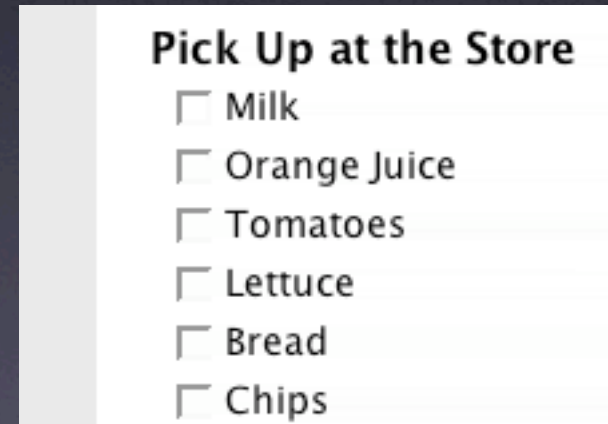 Pick Up at the Store
Milk
Orange Juice
Tomatoes
Lettuce
Bread
Chips